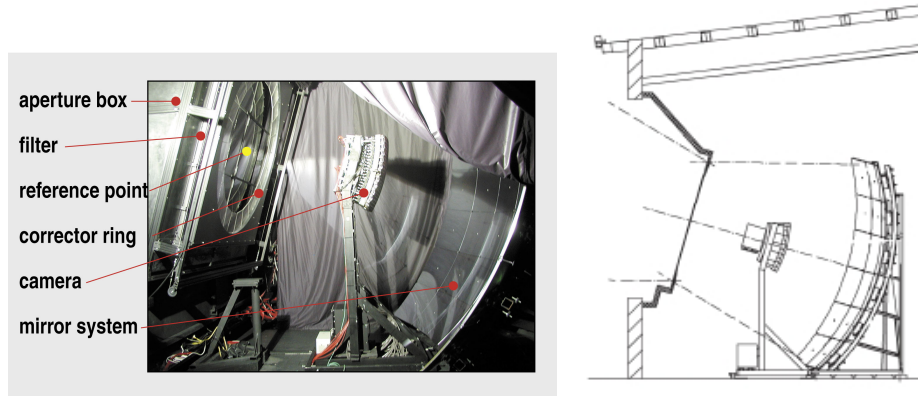 aperture box
filter
reference point
corrector ring
camera
mirror system